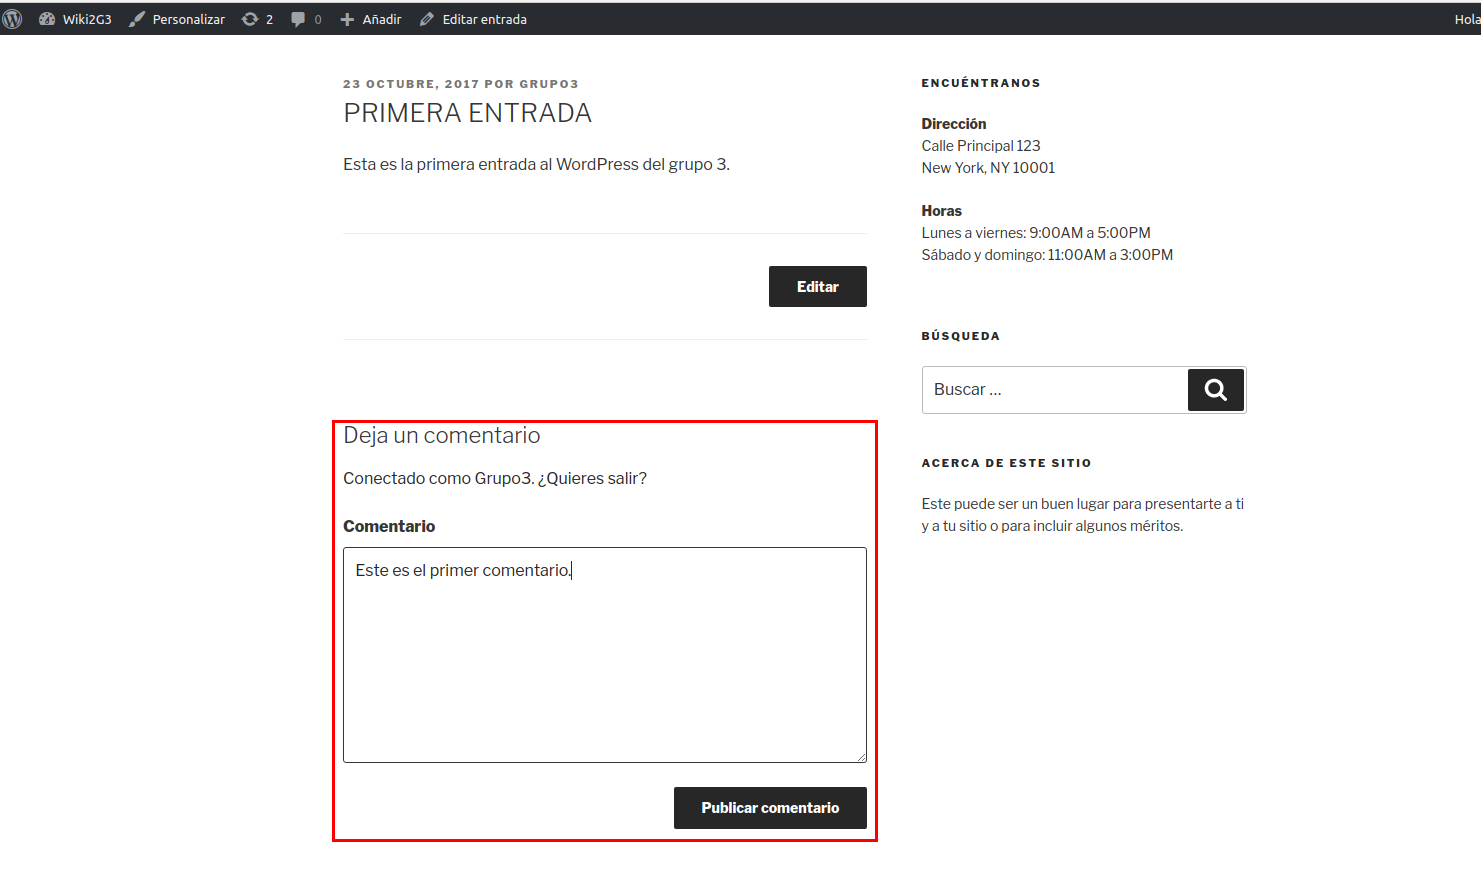 Wiki2G3 Personalizar 2 0 Añadir Editar entrada Hola
23 OCTUBRE, 2017 POR GRUPO3
PRIMERA ENTRADA
Esta es la primera entrada al WordPress del grupo 3.
Editar
Deja un comentario
Conectado como Grupo3. ¿Quieres salir?
Comentario
Este es el primer comentario.
Publicar comentario
ENCUÉNTRANOS
Dirección
Calle Principal 123
New York, NY 10001
Horas
Lunes a viernes: 9:00AM a 5:00PM
Sábado y domingo: 11:00AM a 3:00PM
BÚSQUEDA
Buscar ...
ACERCA DE ESTE SITIO
Este puede ser un buen lugar para presentarte a ti
y a tu sitio o para incluir algunos méritos.